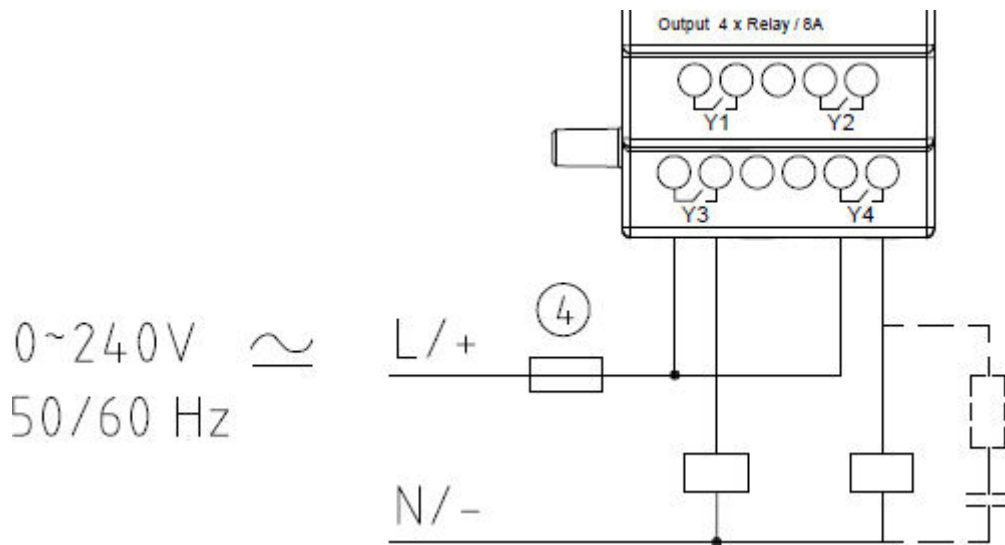 Output 4 x Relay / 8A
Y1 Y2
Y3 Y4
4
0~240V
L/+
50/60 Hz
N/-